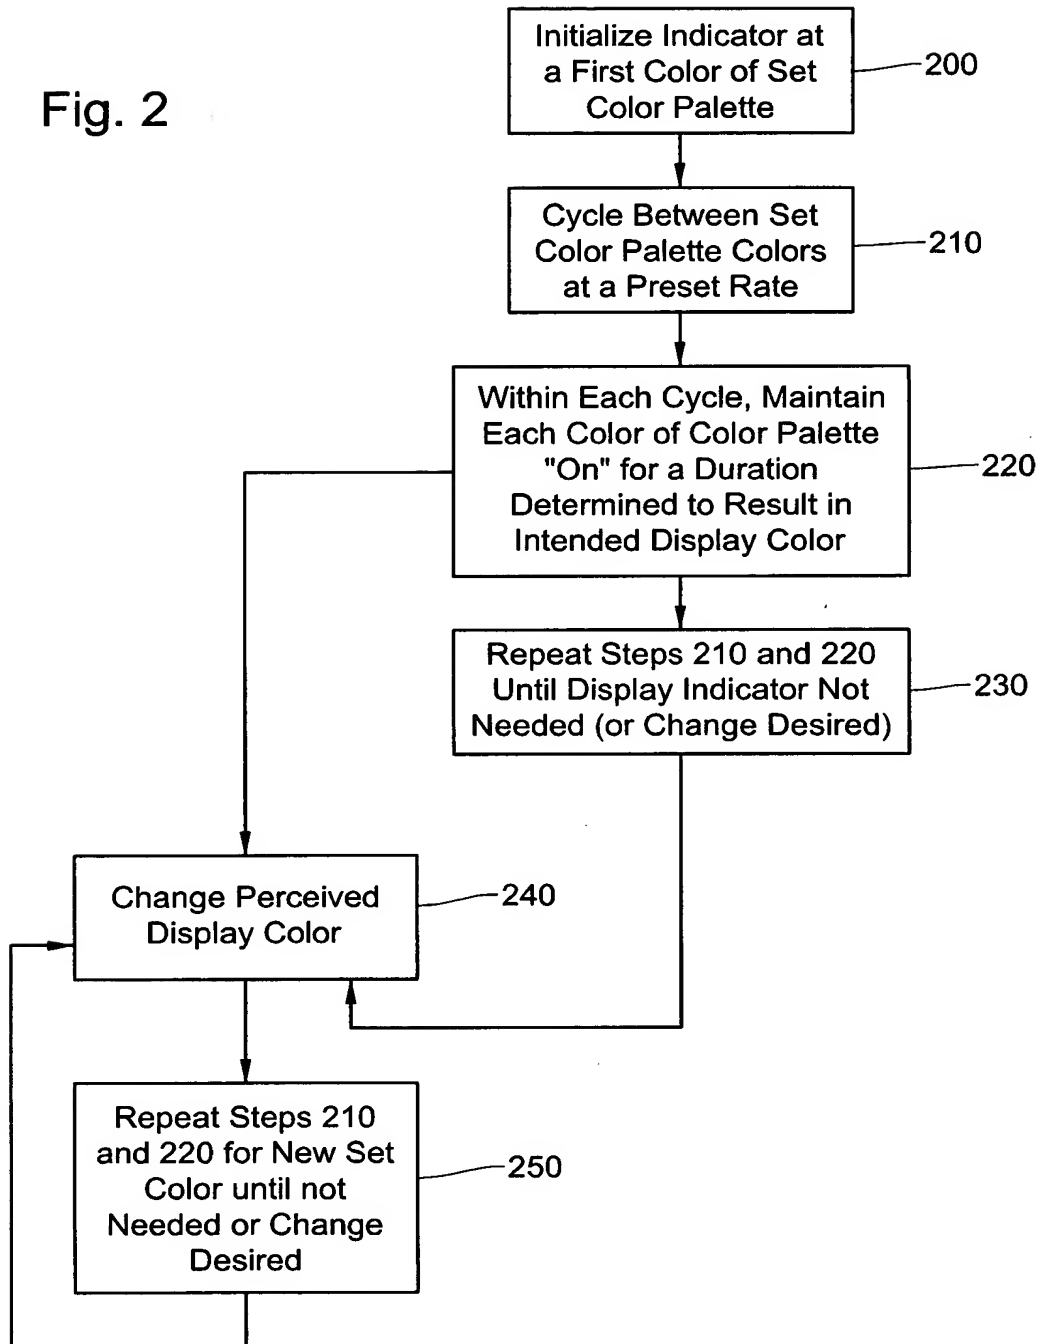 Fig. 2
Initialize Indicator at
a First Color of Set
Color Palette
200
Cycle Between Set
Color Palette Colors
at a Preset Rate
210
Within Each Cycle, Maintain
Each Color of Color Palette
"On" for a Duration
Determined to Result in
Intended Display Color
220
Repeat Steps 210 and 220
Until Display Indicator Not
Needed (or Change Desired)
230
Change Perceived
Display Color
240
Repeat Steps 210
and 220 for New Set
Color until not
Needed or Change
Desired
250